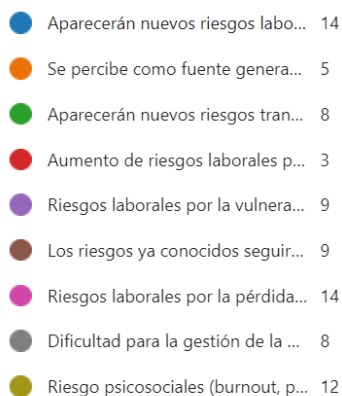 Aparecerán nuevos riesgos labo... 14
Se percibe como fuente genera... 5
Aparecerán nuevos riesgos tran... 8
Aumento de riesgos laborales p... 3
Riesgos laborales por la vulnera... 9
Los riesgos ya conocidos seguir... 9
Riesgos laborales por la pérdida... 14
Dificultad para la gestión de la ... 8
Riesgo psicosociales (burnout, p... 12